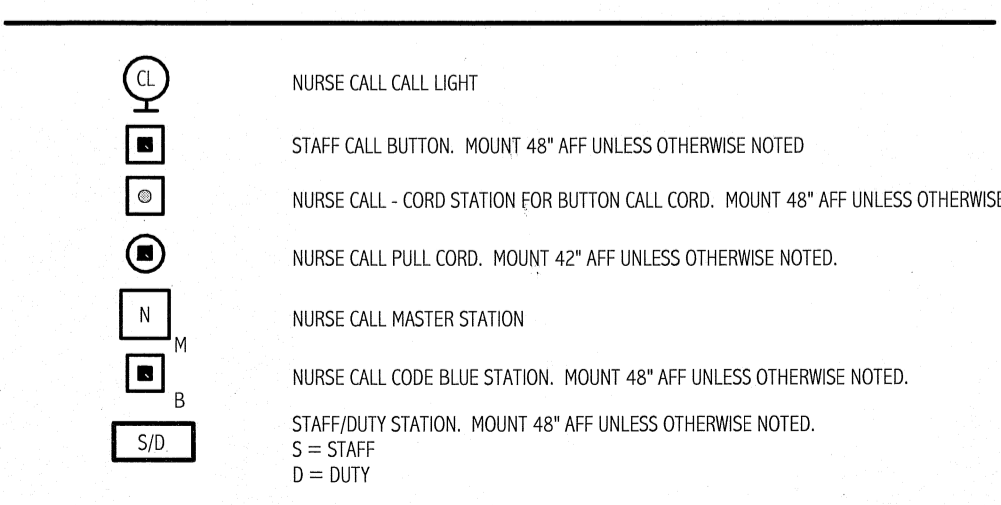 CL NURSE CALL CALL LIGHT
STAFF CALL BUTTON. MOUNT 48" AFF UNLESS OTHERWISE NOTED
NURSE CALL - CORD STATION FOR BUTTON CALL CORD. MOUNT 48" AFF UNLESS OTHERWISE
NURSE CALL PULL CORD. MOUNT 42" AFF UNLESS OTHERWISE NOTED.
N NURSE CALL MASTER STATION
M
NURSE CALL CODE BLUE STATION. MOUNT 48" AFF UNLESS OTHERWISE NOTED.
B
STAFF/DUTY STATION. MOUNT 48" AFF UNLESS OTHERWISE NOTED.
S/D S = STAFF
D = DUTY